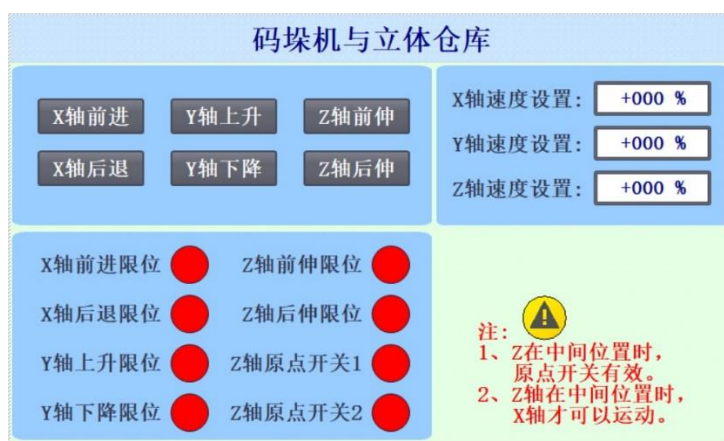 码垛机与立体仓库
X轴前进 Y轴上升 Z轴前伸
X轴后退 Y轴下降 Z轴后伸
X轴速度设置: +000 %
Y轴速度设置: +000 %
Z轴速度设置: +000 %
X轴前进限位 Z轴前伸限位
X轴后退限位 Z轴后伸限位
Y轴上升限位 Z轴原点开关1
Y轴下降限位 Z轴原点开关2
注:
1、Z在中间位置时,
原点开关有效。
2、Z轴在中间位置时,
X轴才可以运动。